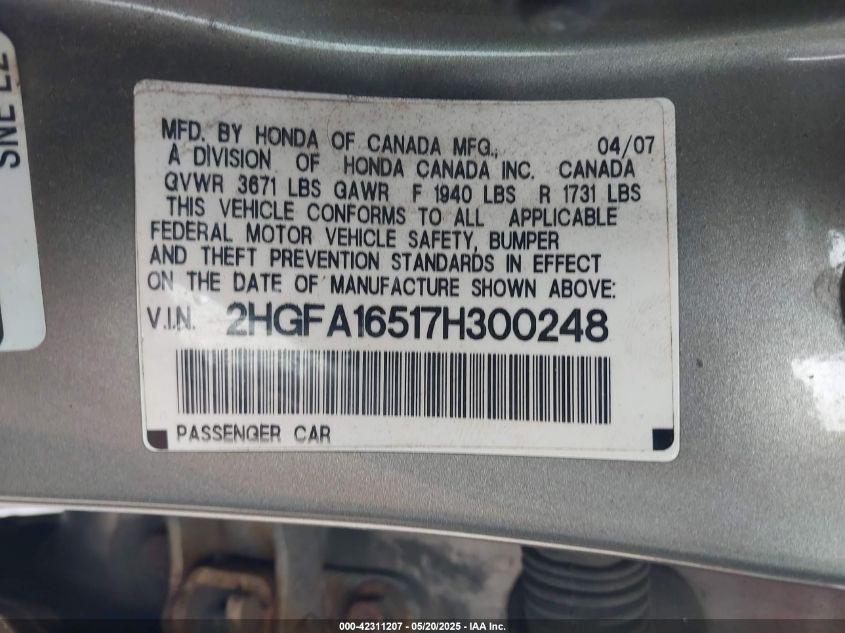 SNE L2
MFD. BY HONDA OF CANADA MFG., 04/07
A DIVISION OF HONDA CANADA INC. CANADA
GVWR 3671 LBS GAWR F 1940 LBS R 1731 LBS
THIS VEHICLE CONFORMS TO ALL APPLICABLE
FEDERAL MOTOR VEHICLE SAFETY, BUMPER
AND THEFT PREVENTION STANDARDS IN EFFECT
ON THE DATE OF MANUFACTURE SHOWN ABOVE:
V.I.N. 2HGFA16517H300248
PASSENGER CAR
000-42311207 - 05/20/2025 - IAA Inc.